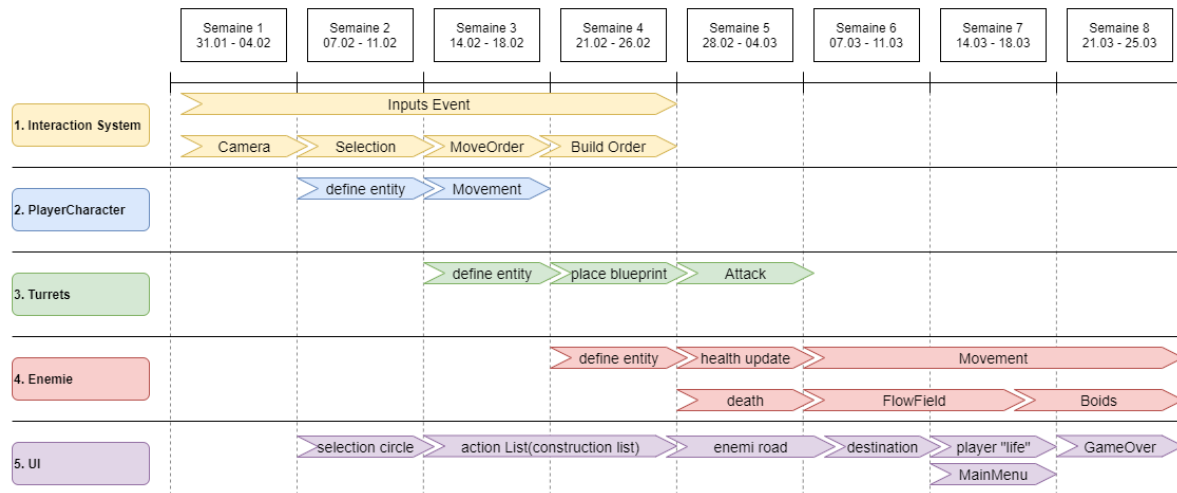 Semaine 1
31.01 - 04.02
Semaine 2
07.02 - 11.02
Semaine 3
14.02 - 18.02
Semaine 4
21.02 - 26.02
Semaine 5
28.02 - 04.03
Semaine 6
07.03 - 11.03
Semaine 7
14.03 - 18.03
Semaine 8
21.03 - 25.03
1. Interaction System
Inputs Event
Camera
Selection
MoveOrder
Build Order
2. PlayerCharacter
define entity
Movement
3. Turrets
define entity
place blueprint
Attack
4. Enemie
define entity
health update
Movement
death
FlowField
Boids
5. UI
selection circle
action List(construction list)
enemi road
destination
player "life"
GameOver
MainMenu